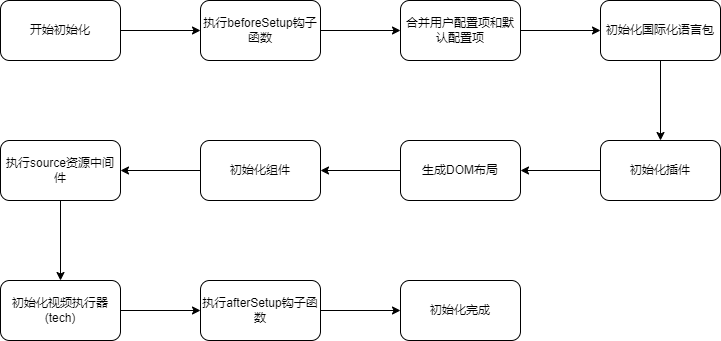 开始初始化
执行beforeSetup钩子
函数
合并用户配置项和默
认配置项
初始化国际化语言包
执行source资源中间
件
初始化组件
生成DOM布局
初始化插件
初始化视频执行器
(tech)
执行afterSetup钩子函
数
初始化完成